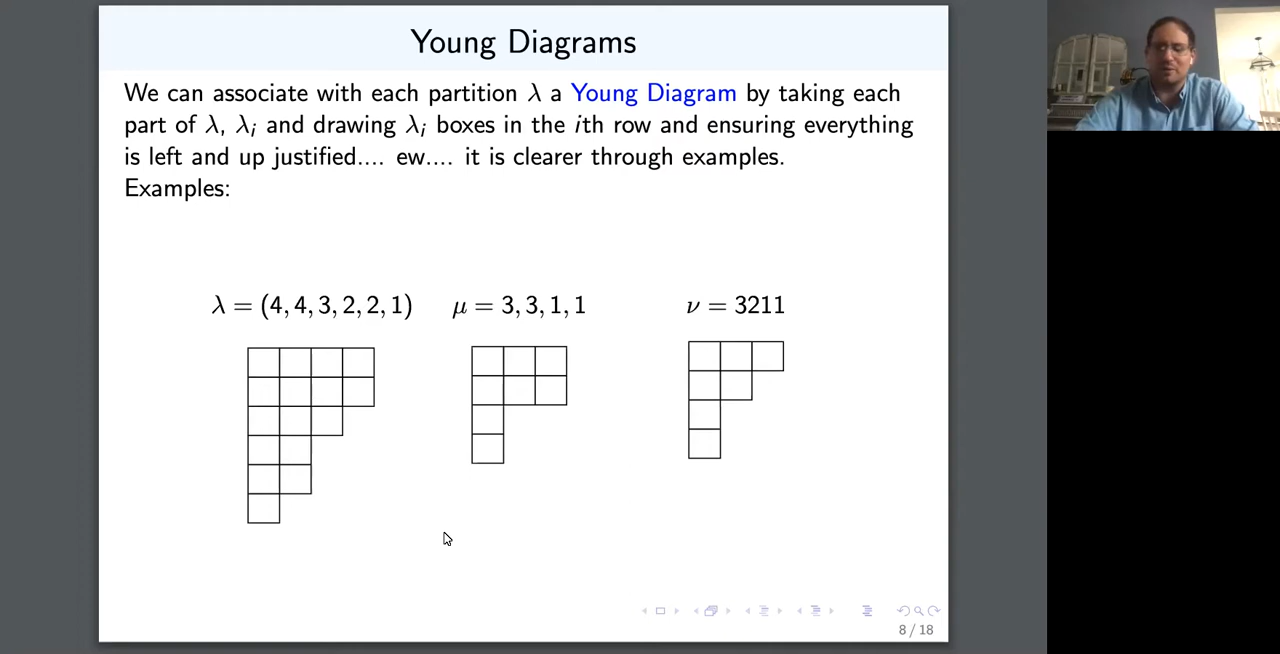 Young Diagrams
We can associate with each partition λ a Young Diagram by taking each
part of λ, λᵢ and drawing λᵢ boxes in the ith row and ensuring everything
is left and up justified.... ew.... it is clearer through examples.
Examples:
λ = (4, 4, 3, 2, 2, 1) μ = 3, 3, 1, 1 ν = 3211
8 / 18